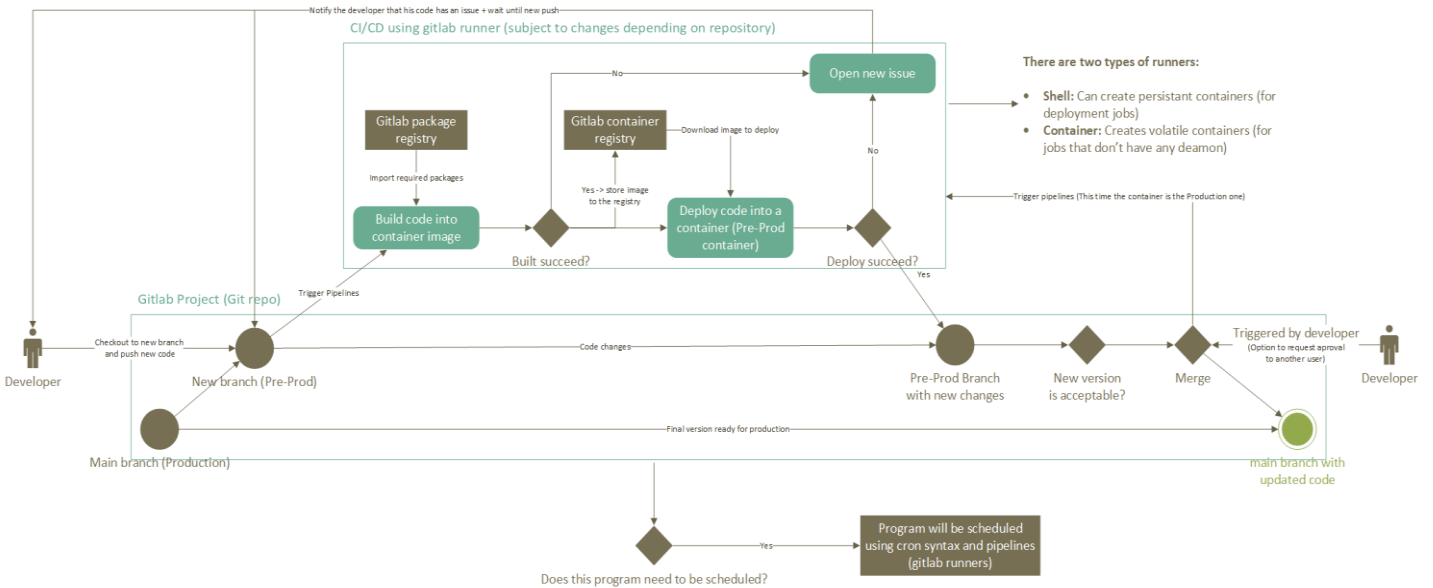 Notify the developer that his code has an issue + wait until new push
CI/CD using gitlab runner (subject to changes depending on repository)
No
Open new issue
There are two types of runners:
• Shell: Can create persistant containers (for
deployment jobs)
• Container: Creates volatile containers (for
jobs that don't have any deamon)
Gitlab package
registry
Gitlab container
registry
Download image to deploy
No
Import required packages
Yes -> store image
to the registry
Trigger pipelines (This time the container is the Production one)
Build code into
container image
Deploy code into a
container (Pre-Prod
container)
Built succeed?
Deploy succeed?
Yes
Trigger Pipelines
Gitlab Project (Git repo)
Checkout to new branch
and push new code
Developer
New branch (Pre-Prod)
Code changes
Pre-Prod Branch
with new changes
New version
is acceptable?
Merge
Triggered by developer
(Option to request aproval
to another user)
Developer
Main branch (Production)
Final version ready for production
main branch with
updated code
Does this program need to be scheduled?
Yes
Program will be scheduled
using cron syntax and pipelines
(gitlab runners)